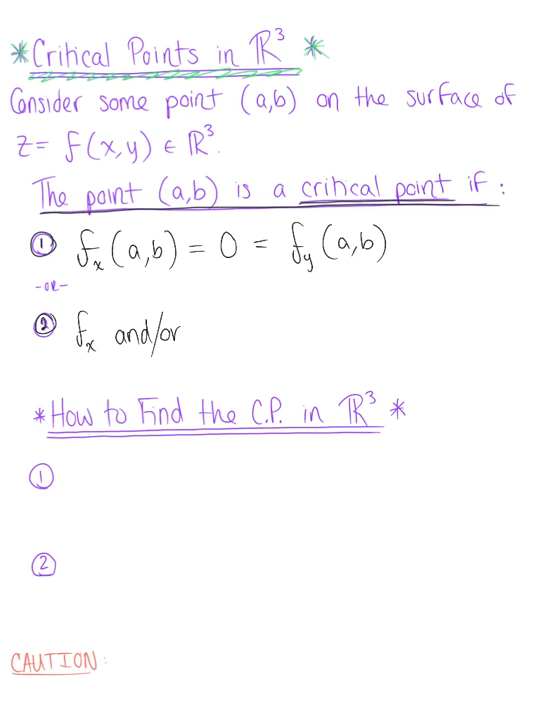 *Critical Points in ℝ³ *
Consider some point (a,b) on the surface of
z = f(x,y) ∈ ℝ³.
The point (a,b) is a critical point if :
① fₓ(a,b) = 0 = f_y(a,b)
-OR-
② fₓ and/or
*How to Find the C.P. in ℝ³ *
①
②
CAUTION: